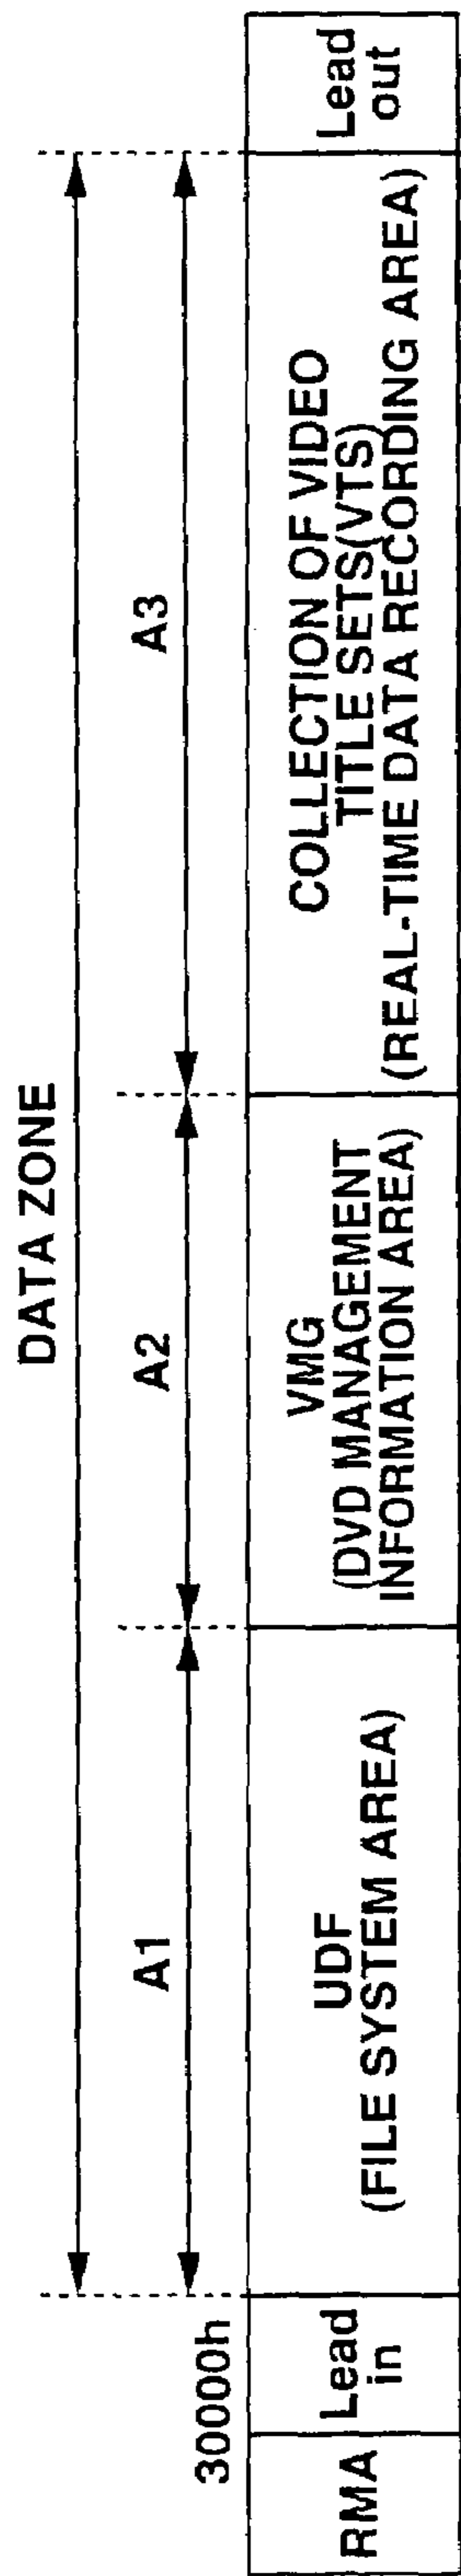 DATA ZONE
A1
A2
A3
30000h
RMA
Lead
in
UDF
(FILE SYSTEM AREA)
VMG
(DVD MANAGEMENT
INFORMATION AREA)
COLLECTION OF VIDEO
TITLE SETS(VTS)
(REAL-TIME DATA RECORDING AREA)
Lead
out